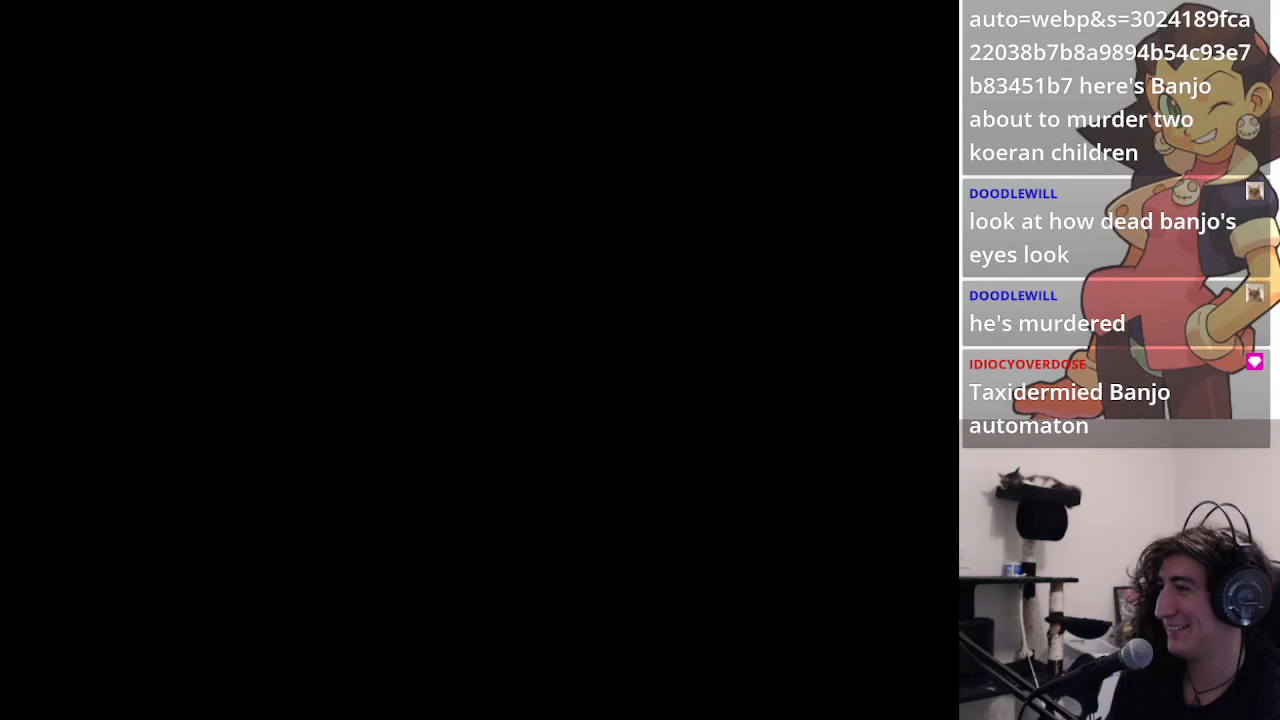 auto=webp&s=3024189fca
22038b7b8a9894b54c93e7
b83451b7 here's Banjo
about to murder two
koeran children
DOODLEWILL
look at how dead banjo's
eyes look
DOODLEWILL
he's murdered
IDIOCYOVERDOSE
Taxidermied Banjo
automaton